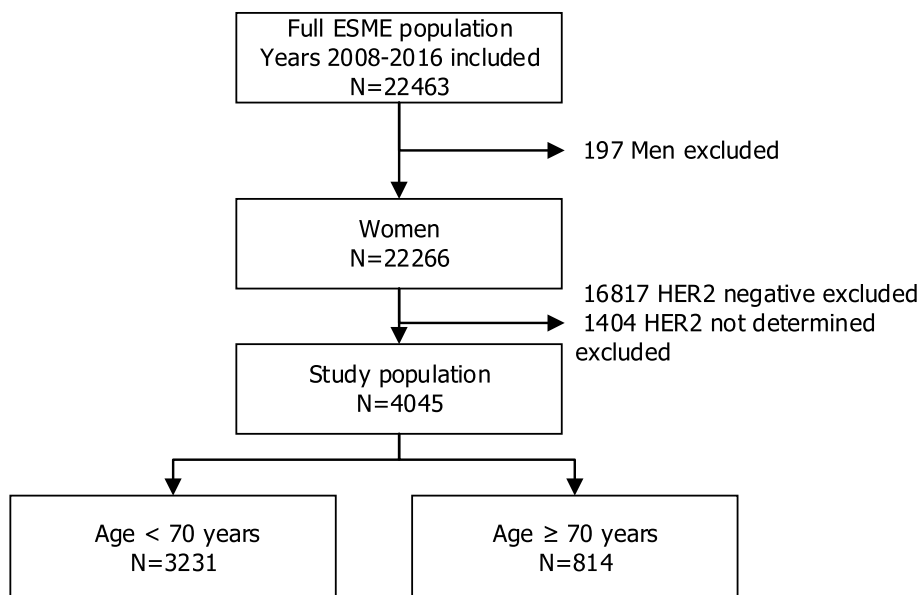 Full ESME population
Years 2008-2016 included
N=22463
197 Men excluded
Women
N=22266
16817 HER2 negative excluded
1404 HER2 not determined
excluded
Study population
N=4045
Age < 70 years
N=3231
Age ≥ 70 years
N=814